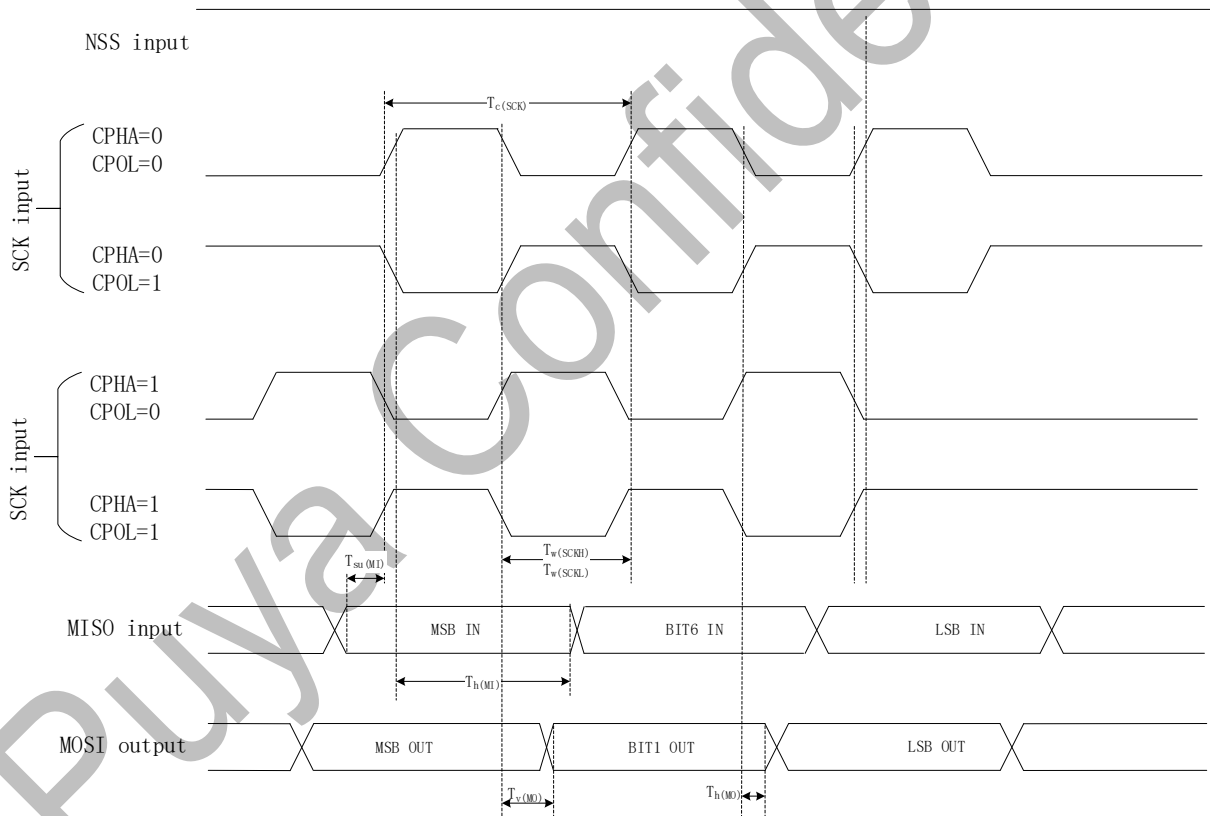 NSS input
Tc(SCK)
CPHA=0
CPOL=0
SCK input
CPHA=0
CPOL=1
CPHA=1
CPOL=0
SCK input
CPHA=1
CPOL=1
Tsu(MI)
Tw(SCKH)
Tw(SCKL)
MISO input
MSB IN
BIT6 IN
LSB IN
Th(MI)
MOSI output
MSB OUT
BIT1 OUT
LSB OUT
Tv(MO)
Th(MO)
Puya Confide